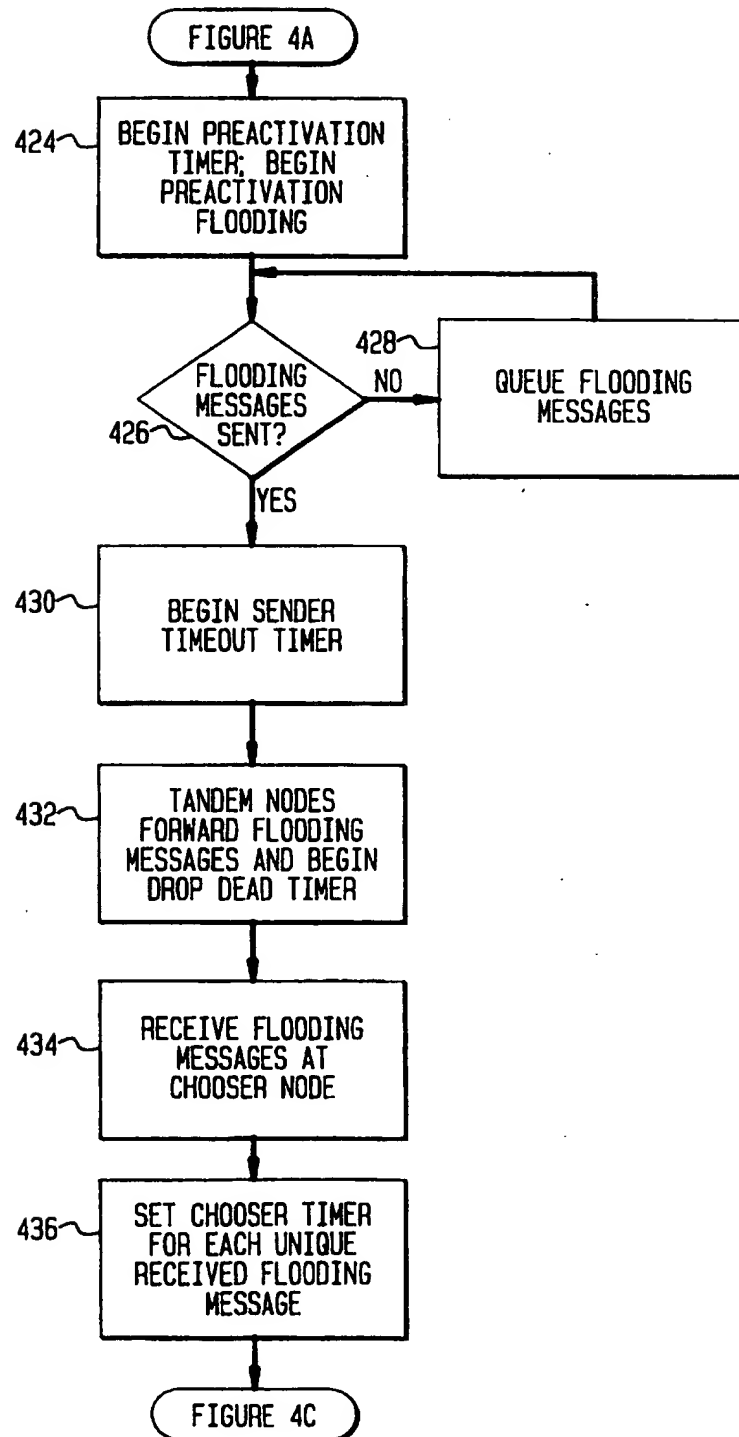 FIGURE 4A
424
BEGIN PREACTIVATION
TIMER; BEGIN
PREACTIVATION
FLOODING
426
FLOODING
MESSAGES
SENT?
NO
428
QUEUE FLOODING
MESSAGES
YES
430
BEGIN SENDER
TIMEOUT TIMER
432
TANDEM NODES
FORWARD FLOODING
MESSAGES AND BEGIN
DROP DEAD TIMER
434
RECEIVE FLOODING
MESSAGES AT
CHOOSER NODE
436
SET CHOOSER TIMER
FOR EACH UNIQUE
RECEIVED FLOODING
MESSAGE
FIGURE 4C